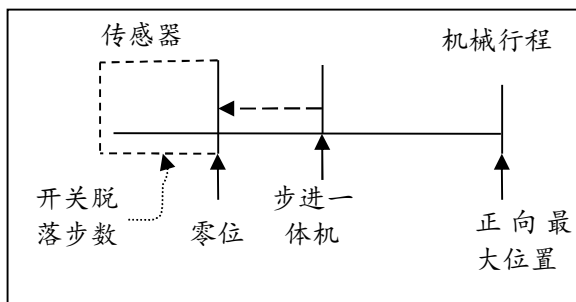 传感器
机械行程
开关脱
落步数
零位
步进一
体机
正向最
大位置